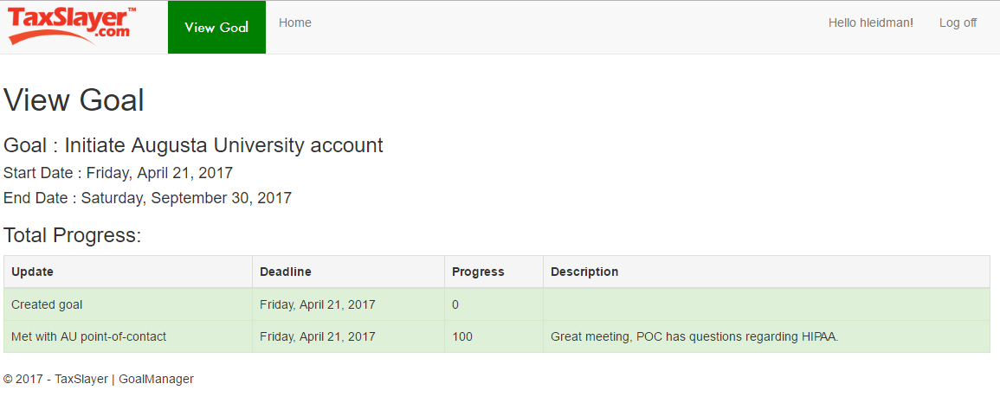 TaxSlayer™
.com
View Goal Home Hello hleidman! Log off
View Goal
Goal : Initiate Augusta University account
Start Date : Friday, April 21, 2017
End Date : Saturday, September 30, 2017
Total Progress:
Update Deadline Progress Description
Created goal Friday, April 21, 2017 0
Met with AU point-of-contact Friday, April 21, 2017 100 Great meeting, POC has questions regarding HIPAA.
© 2017 - TaxSlayer | GoalManager